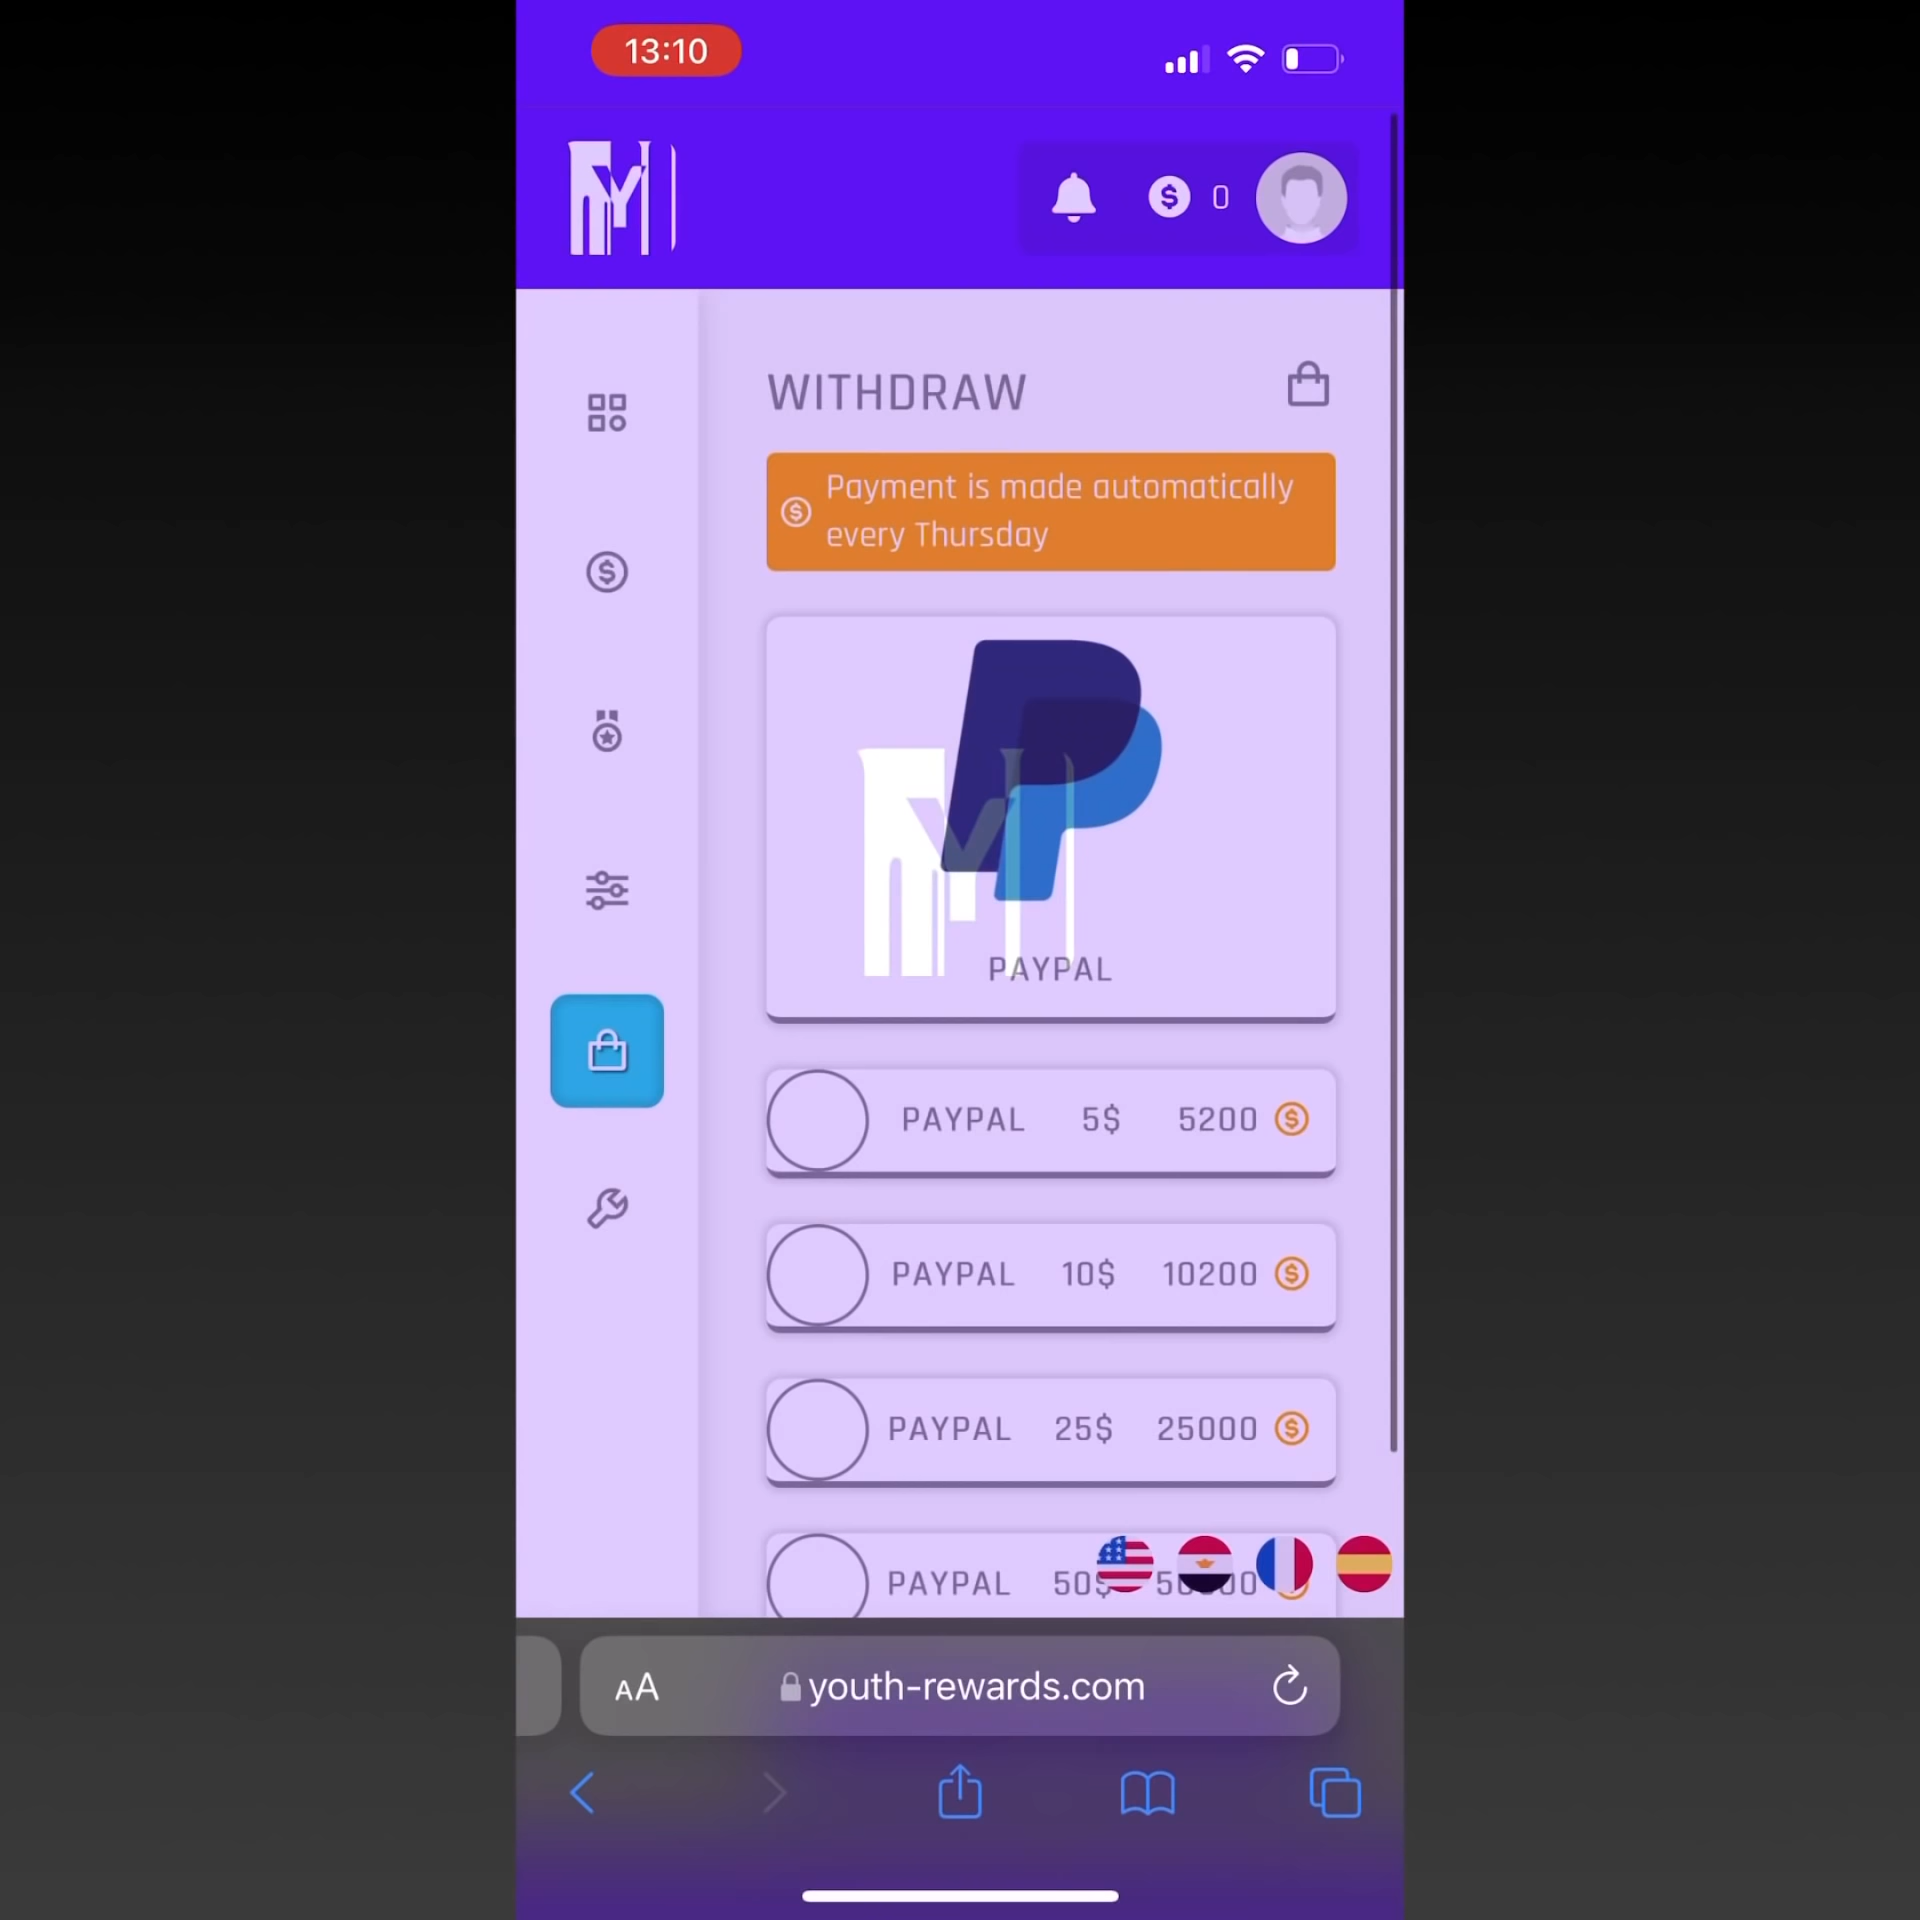 13:10
0
WITHDRAW
Payment is made automatically
every Thursday
PAYPAL
PAYPAL 5$ 5200
PAYPAL 10$ 10200
PAYPAL 25$ 25000
PAYPAL 50$
AA youth-rewards.com